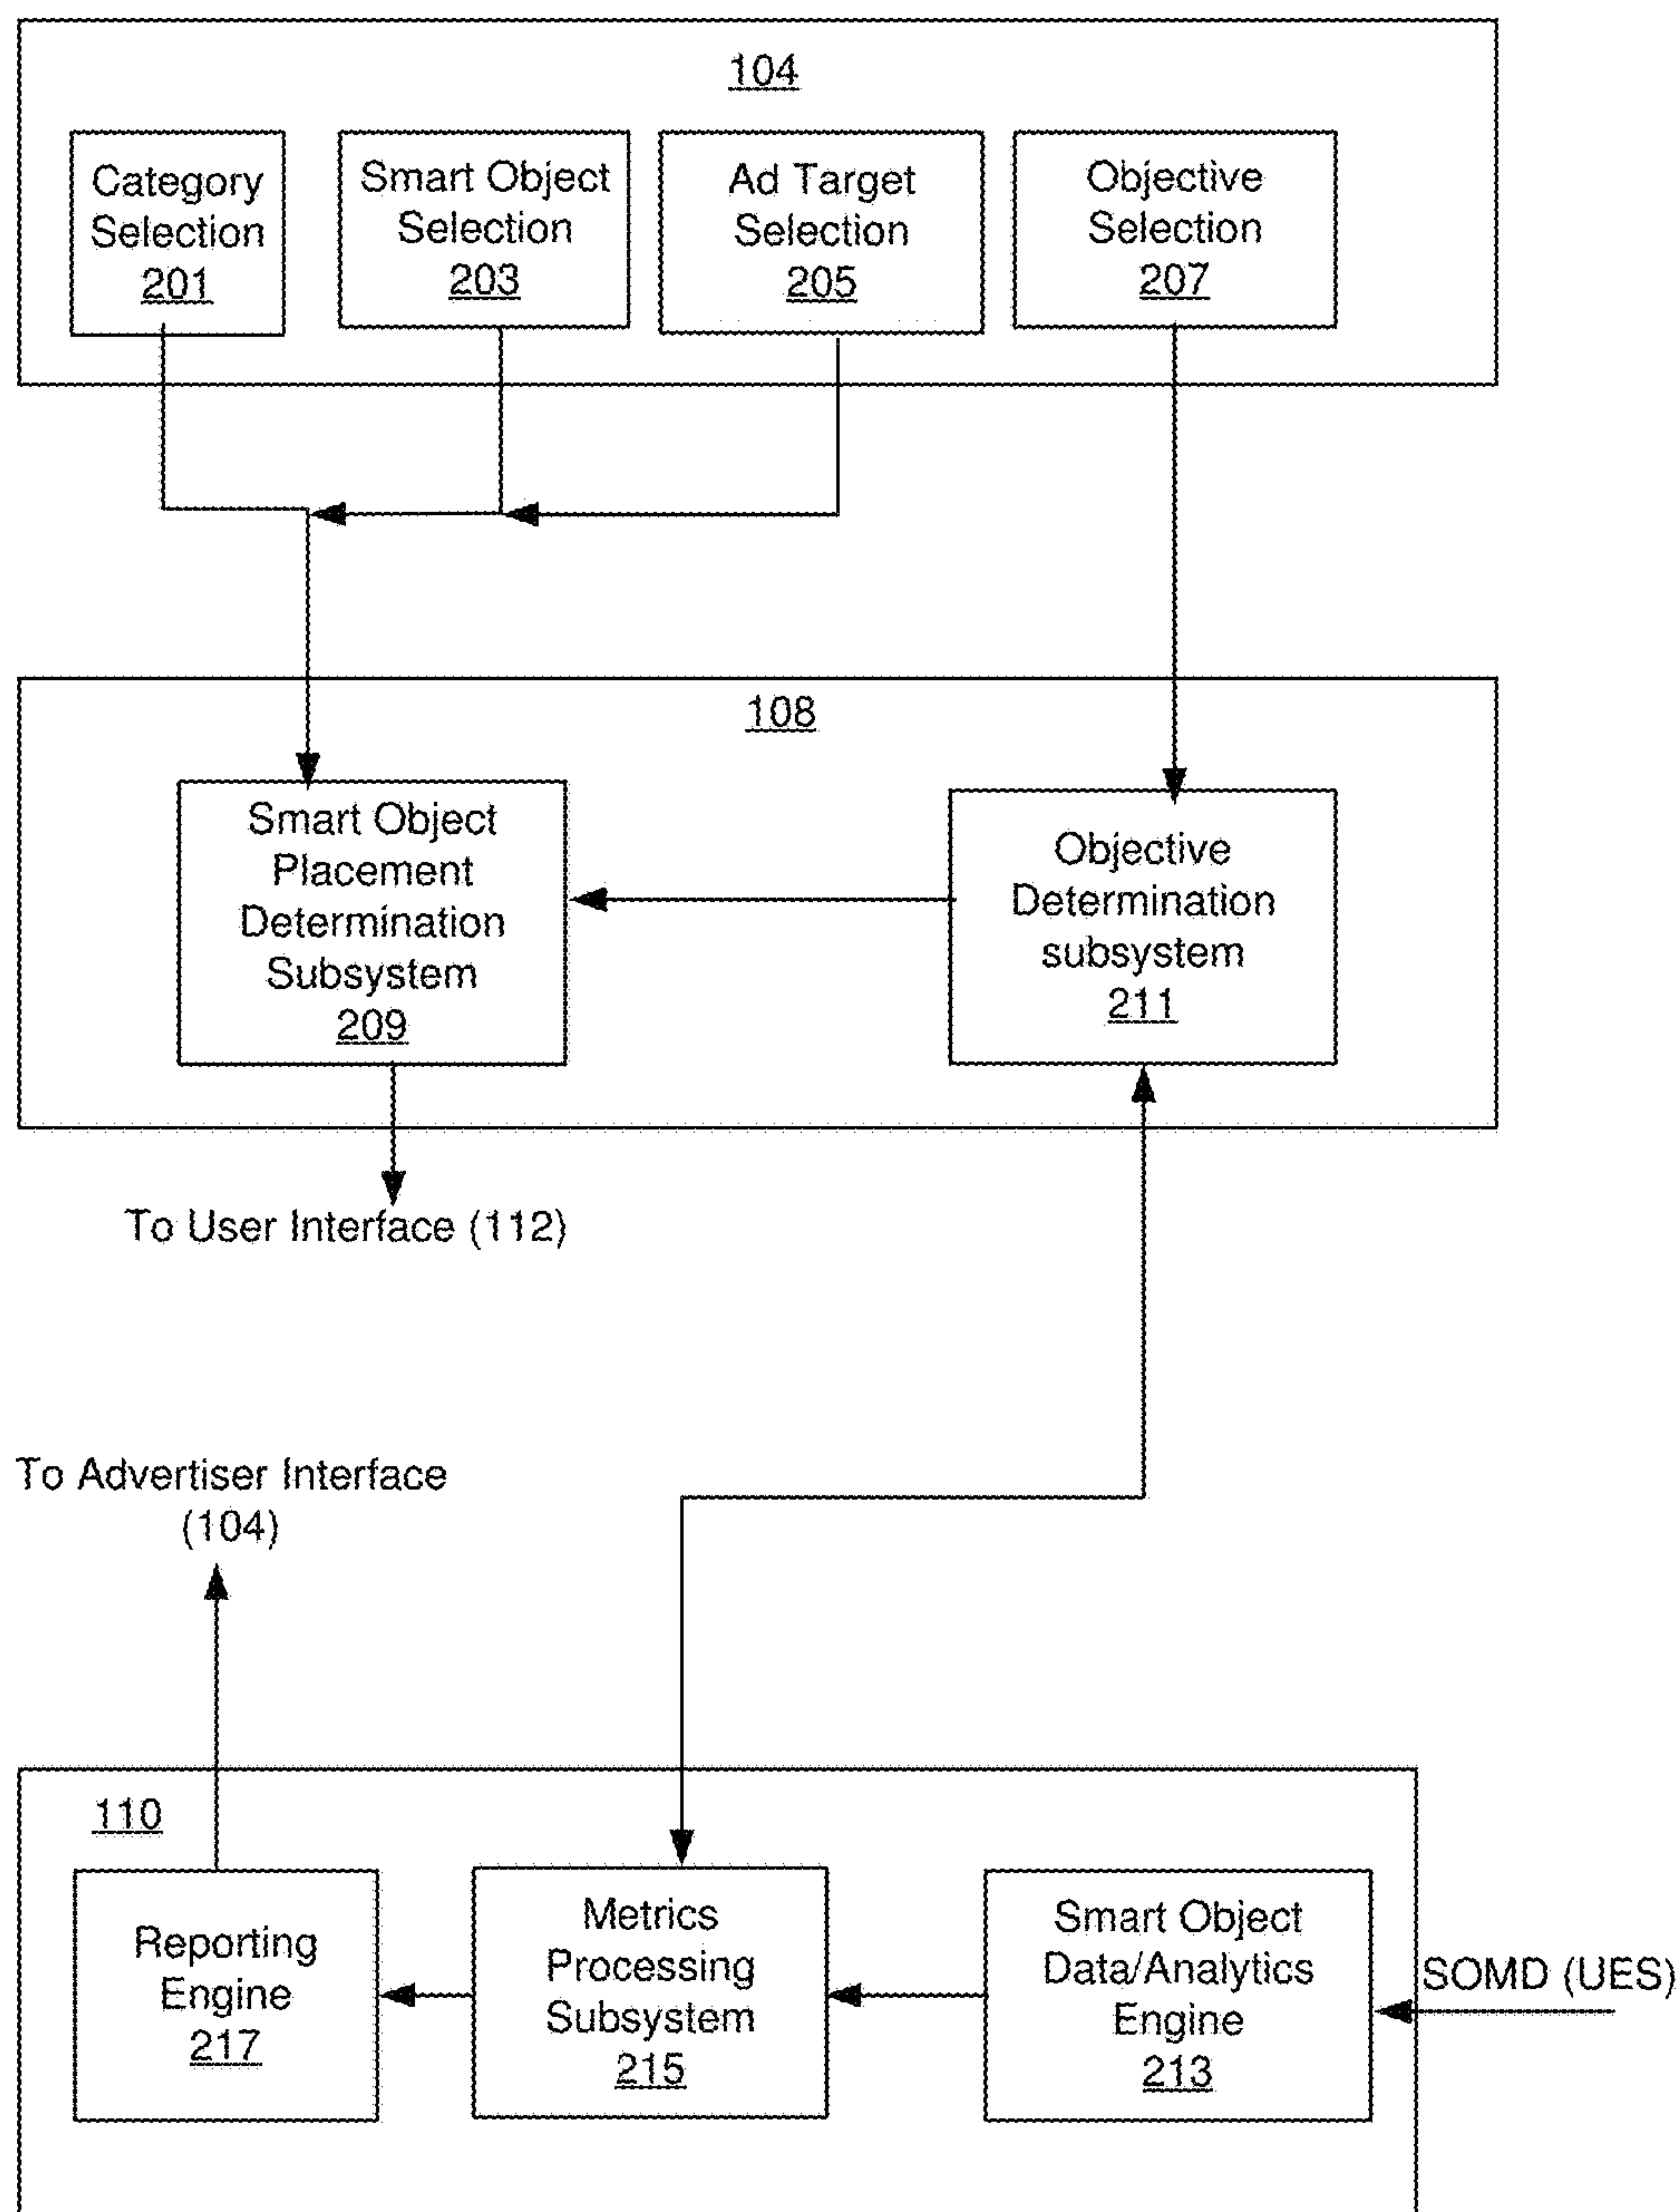 104
Category
Selection
201
Smart Object
Selection
203
Ad Target
Selection
205
Objective
Selection
207
108
Smart Object
Placement
Determination
Subsystem
209
Objective
Determination
subsystem
211
To User Interface (112)
To Advertiser Interface
(104)
110
Reporting
Engine
217
Metrics
Processing
Subsystem
215
Smart Object
Data/Analytics
Engine
213
SOMD (UES)